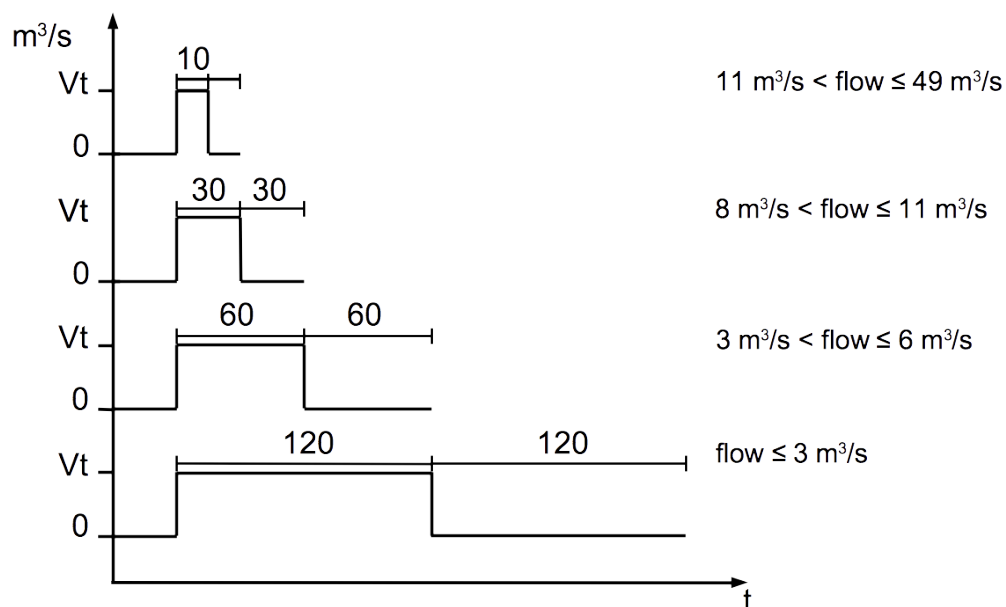 m³/s
10
Vt
11 m³/s < flow ≤ 49 m³/s
0
30 30
Vt
8 m³/s < flow ≤ 11 m³/s
0
60 60
Vt
3 m³/s < flow ≤ 6 m³/s
0
120 120
Vt
flow ≤ 3 m³/s
0
t